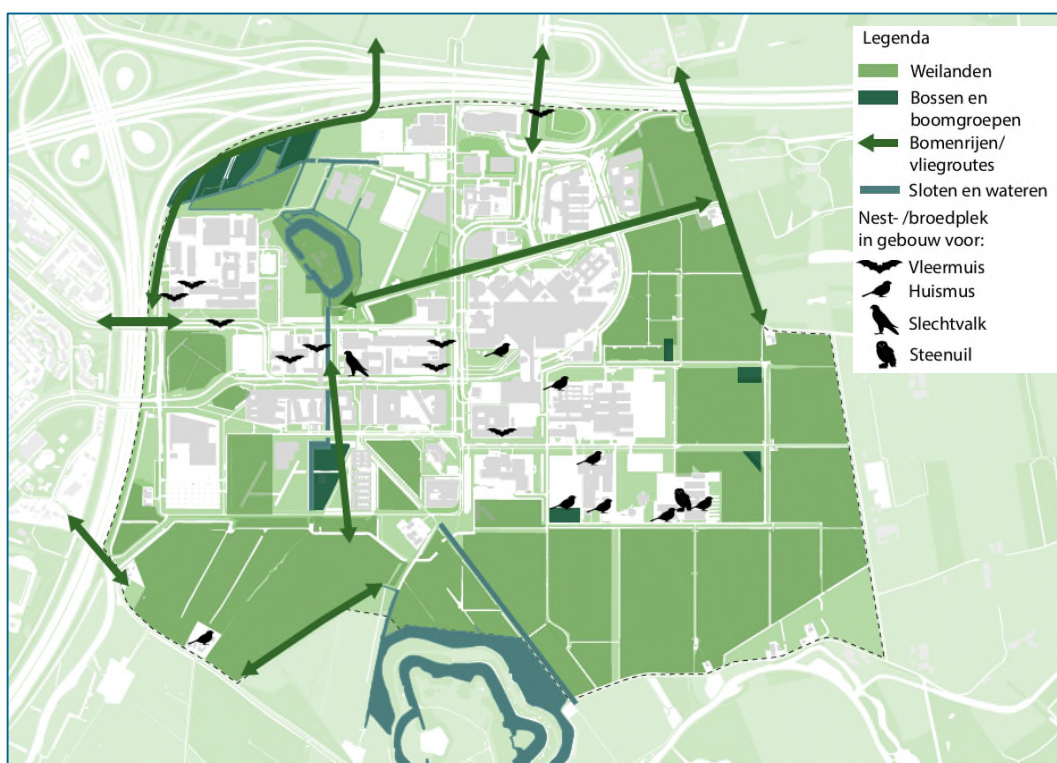 Legenda
Weilanden
Bossen en
boomgroepen
Bomenrijen/
vliegroutes
Sloten en wateren
Nest- /broedplek
in gebouw voor:
Vleermuis
Huismus
Slechtvalk
Steenuil